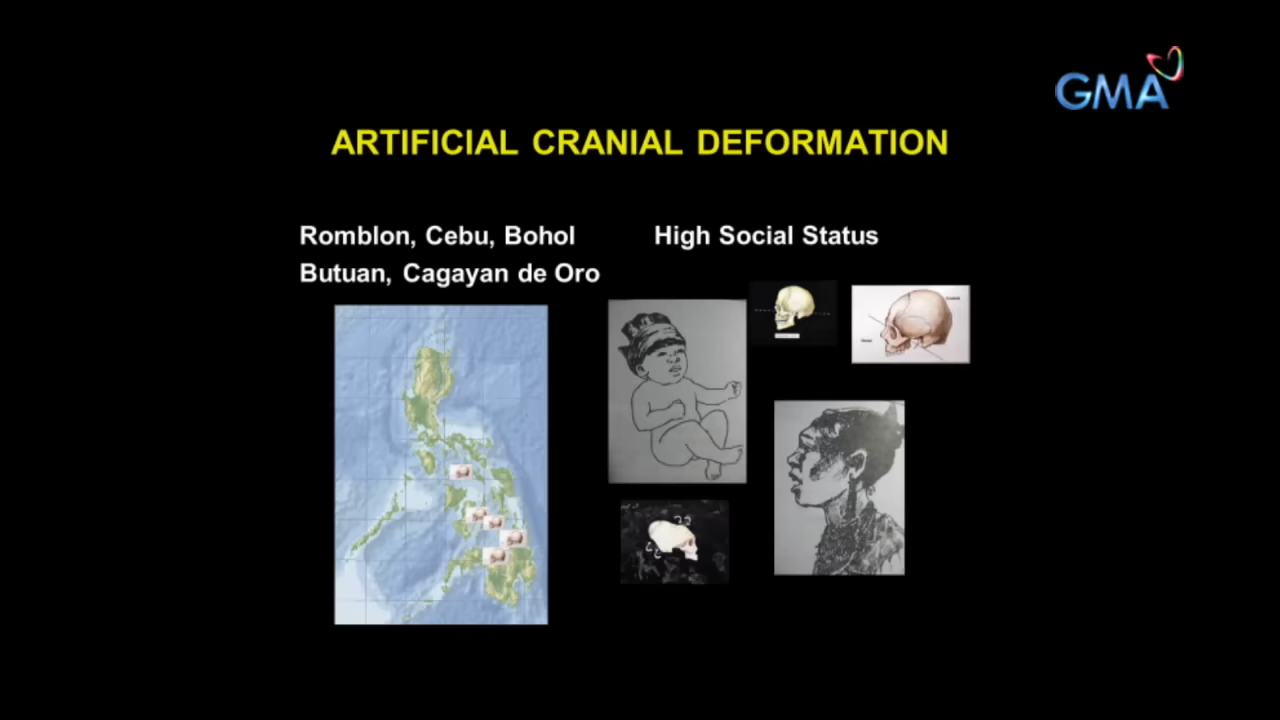 GMA
ARTIFICIAL CRANIAL DEFORMATION
Romblon, Cebu, Bohol
High Social Status
Butuan, Cagayan de Oro